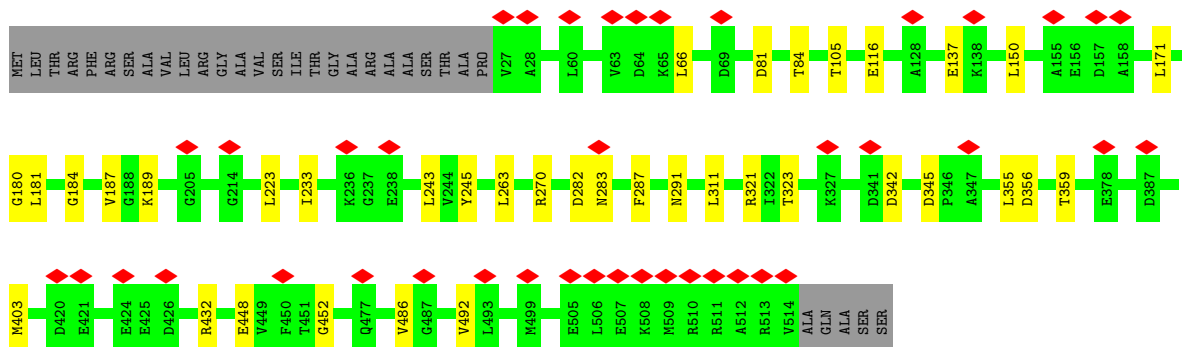 MET LEU THR ARG PHE ARG SER ALA VAL LEU ARG GLY ALA VAL SER ILE THR GLY ALA ARG ALA ALA SER THR ALA PRO V27 A28 L60 V63 D64 K65 L66 D69 D81 T84 T105 E116 A128 E137 K138 L150 A155 E156 D157 A158 L171
G180 L181 G184 V187 G188 K189 G205 G214 L223 I233 K236 G237 E238 L243 V244 Y245 L263 R270 D282 N283 F287 N291 L311 R321 I322 T323 K327 D341 D342 D345 P346 A347 L355 D356 T359 E378 D387
M403 D420 E421 E424 E425 D426 R432 E448 V449 F450 T451 G452 Q477 V486 G487 V492 L493 M499 E505 L506 E507 K508 M509 R510 R511 A512 R513 V514 ALA GLN ALA SER SER